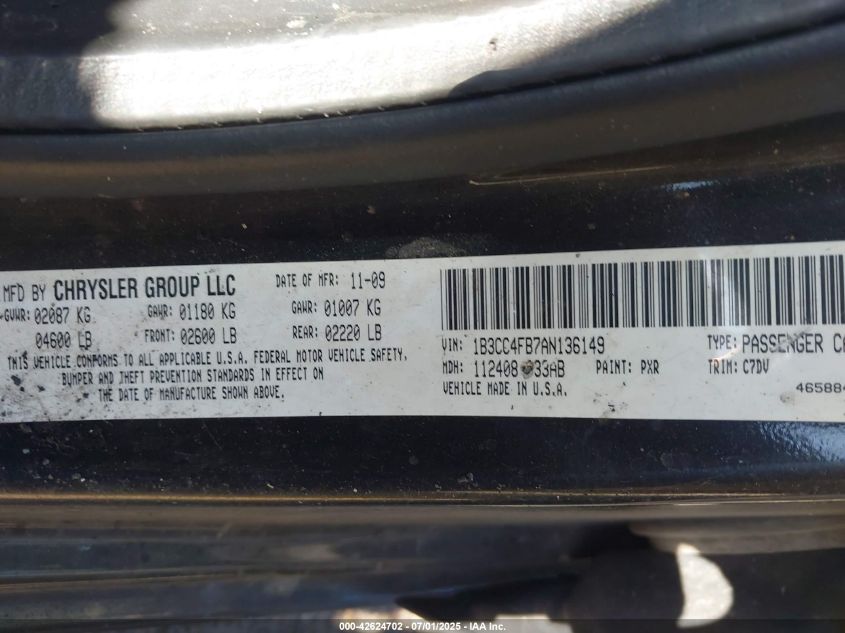 MFD BY CHRYSLER GROUP LLC DATE OF MFR: 11-09
GVWR: 02087 KG GAWR: 01180 KG GAWR: 01007 KG
04600 LB FRONT: 02600 LB REAR: 02220 LB
THIS VEHICLE CONFORMS TO ALL APPLICABLE U.S.A. FEDERAL MOTOR VEHICLE SAFETY,
BUMPER AND THEFT PREVENTION STANDARDS IN EFFECT ON
THE DATE OF MANUFACTURE SHOWN ABOVE.
VIN: 1B3CC4FB7AN136149 TYPE: PASSENGER CA
MDH: 112408 33AB PAINT: PXR TRIM: C7DV
VEHICLE MADE IN U.S.A. 46588
000-42624702 - 07/01/2025 - IAA Inc.